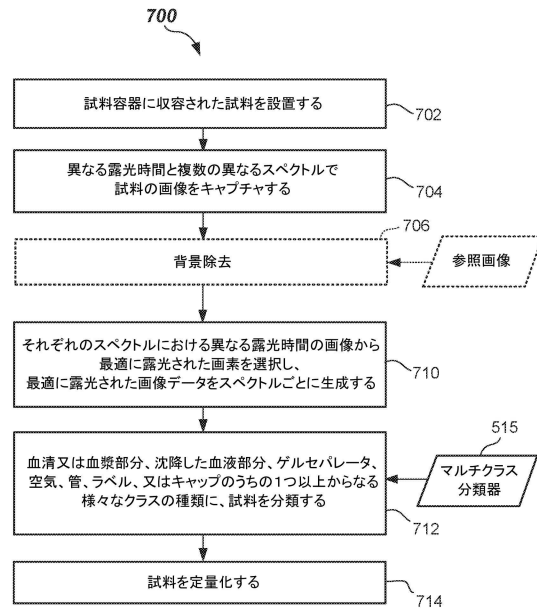 700
試料容器に収容された試料を設置する
702
異なる露光時間と複数の異なるスペクトルで
試料の画像をキャプチャする
704
706
背景除去
参照画像
それぞれのスペクトルにおける異なる露光時間の画像から
最適に露光された画素を選択し、
最適に露光された画像データをスペクトルごとに生成する
710
血清又は血漿部分、沈降した血液部分、ゲルセパレータ、
空気、管、ラベル、又はキャップのうちの1つ以上からなる
様々なクラスの種類に、試料を分類する
712
515
マルチクラス
分類器
試料を定量化する
714